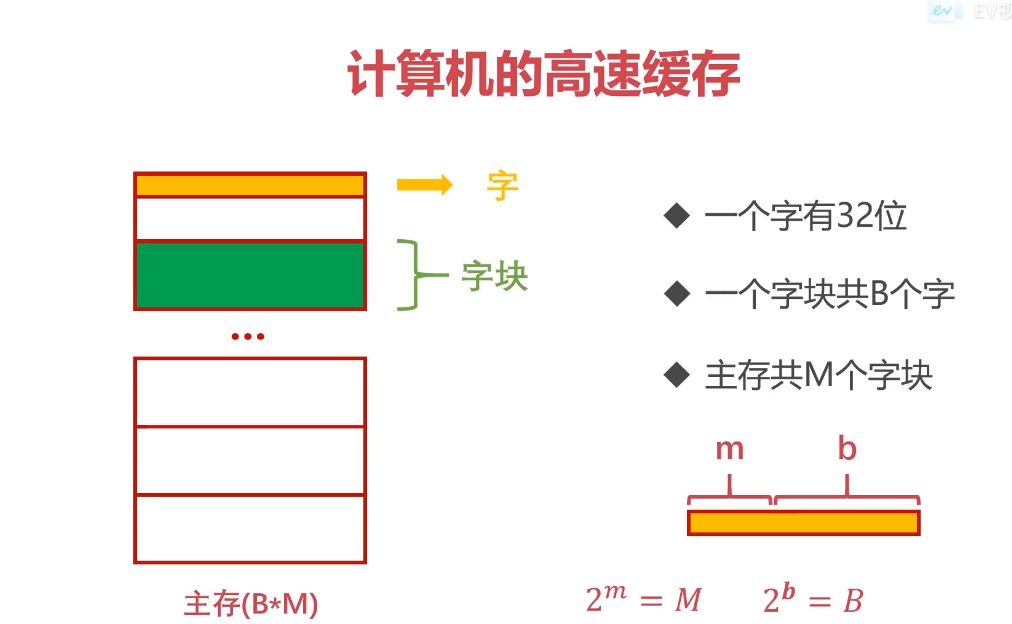 计算机的高速缓存
字
字块
...
主存(B*M)
◆ 一个字有32位
◆ 一个字块共B个字
◆ 主存共M个字块
m b
2^m = M 2^b = B